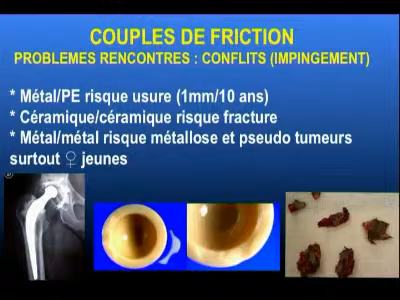 COUPLES DE FRICTION
PROBLEMES RENCONTRES : CONFLITS (IMPINGEMENT)
* Métal/PE risque usure (1mm/10 ans)
* Céramique/céramique risque fracture
* Métal/métal risque métallose et pseudo tumeurs
surtout ♀ jeunes